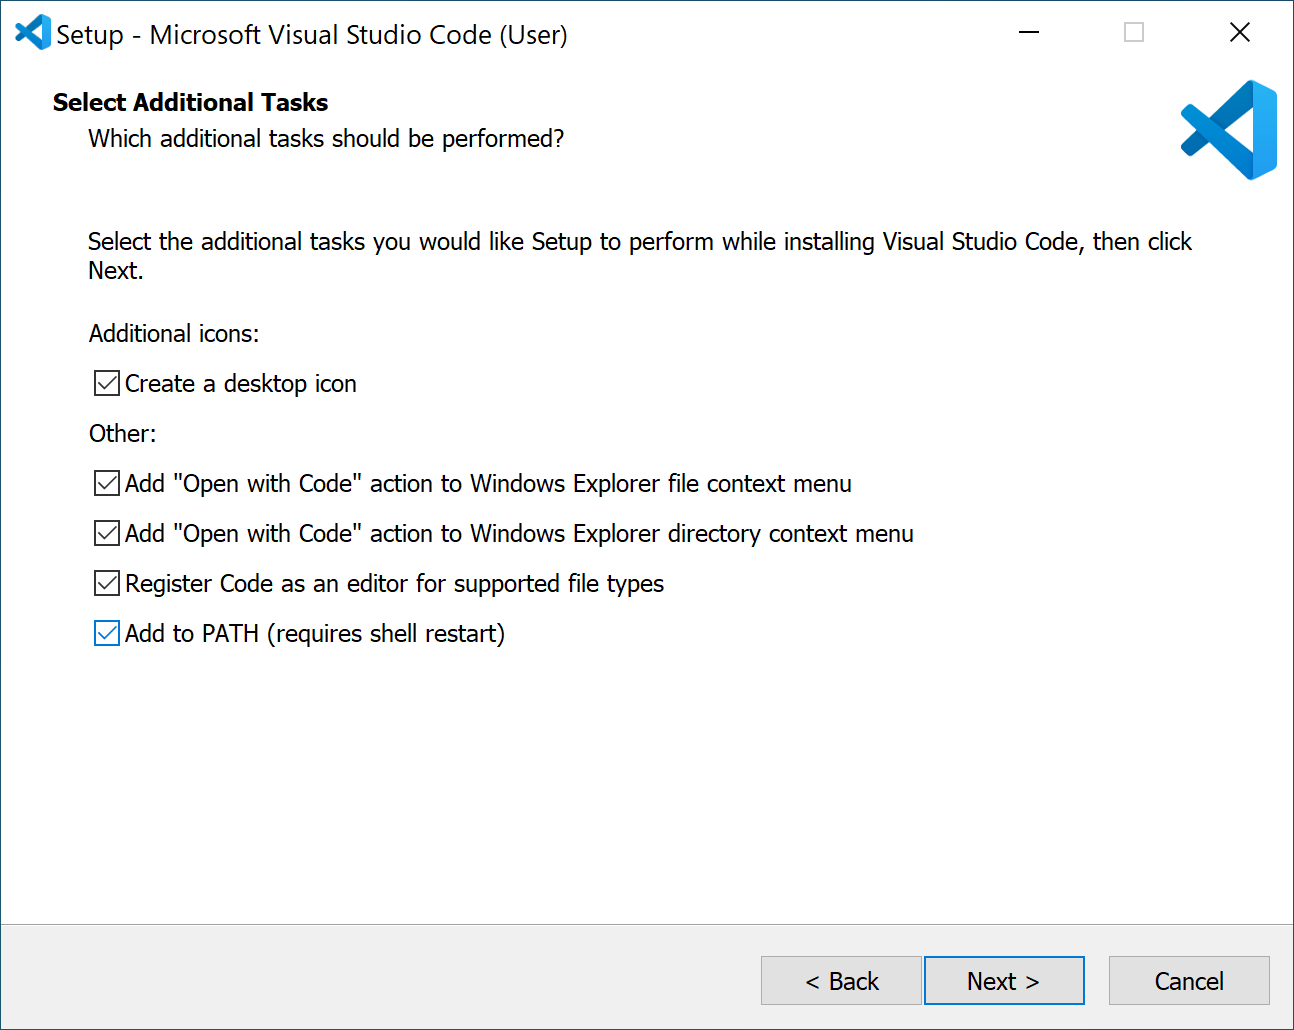 Setup - Microsoft Visual Studio Code (User)
Select Additional Tasks
Which additional tasks should be performed?
Select the additional tasks you would like Setup to perform while installing Visual Studio Code, then click
Next.
Additional icons:
Create a desktop icon
Other:
Add "Open with Code" action to Windows Explorer file context menu
Add "Open with Code" action to Windows Explorer directory context menu
Register Code as an editor for supported file types
Add to PATH (requires shell restart)
< Back
Next >
Cancel